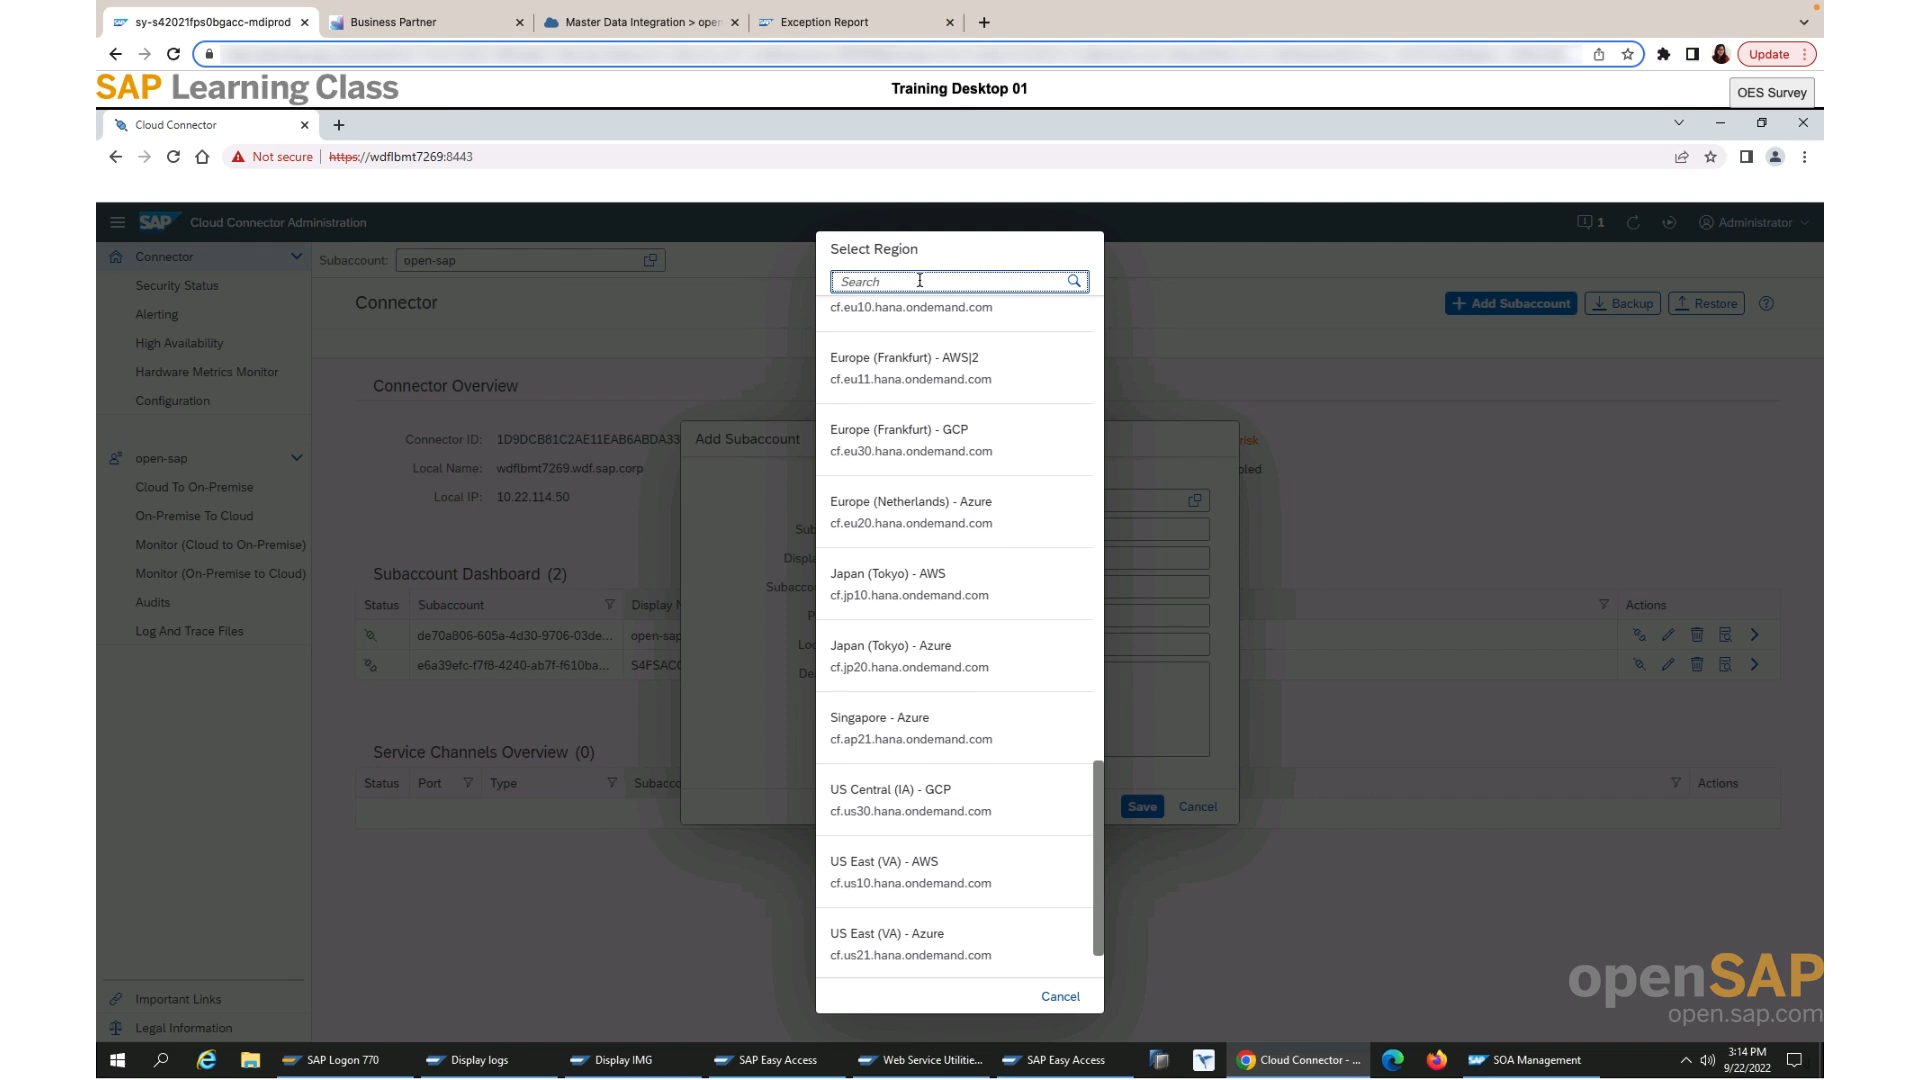 sy-s42021fps0bgacc-mdiprod
Business Partner
Master Data Integration > open
Exception Report
Update
SAP Learning Class
Training Desktop 01
OES Survey
Cloud Connector
Not secure
https://wdflbmt7269:8443
SAP
Cloud Connector Administration
1
Administrator
Connector
Security Status
Alerting
High Availability
Hardware Metrics Monitor
Configuration
open-sap
Cloud To On-Premise
On-Premise To Cloud
Monitor (Cloud to On-Premise)
Monitor (On-Premise to Cloud)
Audits
Log And Trace Files
Important Links
Legal Information
Subaccount: open-sap
Connector
Add Subaccount
Backup
Restore
Connector Overview
Connector ID: 1D9DCB81C2AE11EAB6ABDA33
Local Name: wdflbmt7269.wdf.sap.corp
Local IP: 10.22.114.50
risk
bled
Subaccount Dashboard (2)
Status Subaccount Display N Actions
de70a806-605a-4d30-9706-03de... open-sap
e6a39efc-f7f8-4240-ab7f-f610ba... S4FSACC
Service Channels Overview (0)
Status Port Type Subacco Actions
Add Subaccount
Sub
Displa
Subaccou
P
Loc
De
Save Cancel
Select Region
Search
cf.eu10.hana.ondemand.com
Europe (Frankfurt) - AWS|2
cf.eu11.hana.ondemand.com
Europe (Frankfurt) - GCP
cf.eu30.hana.ondemand.com
Europe (Netherlands) - Azure
cf.eu20.hana.ondemand.com
Japan (Tokyo) - AWS
cf.jp10.hana.ondemand.com
Japan (Tokyo) - Azure
cf.jp20.hana.ondemand.com
Singapore - Azure
cf.ap21.hana.ondemand.com
US Central (IA) - GCP
cf.us30.hana.ondemand.com
US East (VA) - AWS
cf.us10.hana.ondemand.com
US East (VA) - Azure
cf.us21.hana.ondemand.com
Cancel
openSAP
open.sap.com
SAP Logon 770
Display logs
Display IMG
SAP Easy Access
Web Service Utilitie...
SAP Easy Access
Cloud Connector - ...
SOA Management
3:14 PM
9/22/2022